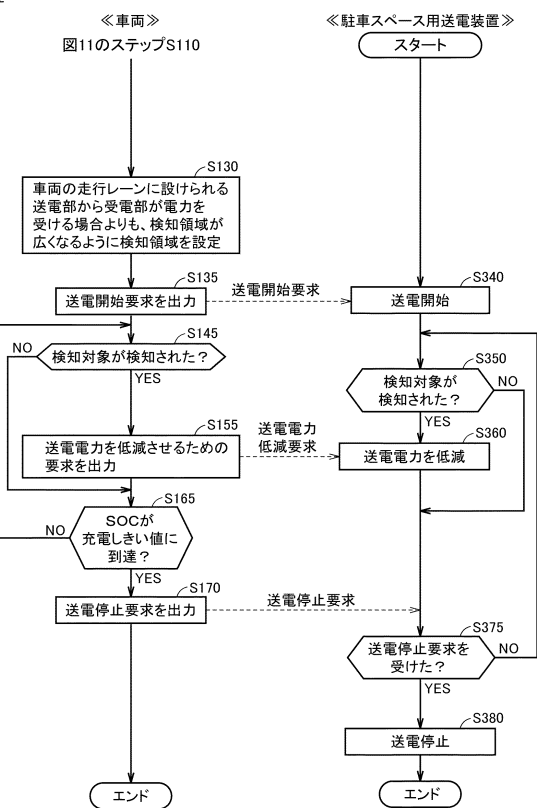 ≪車両≫
図11のステップS110
S130
車両の走行レーンに設けられる
送電部から受電部が電力を
受ける場合よりも、検知領域が
広くなるように検知領域を設定
S135
送電開始要求を出力
送電開始要求
S145
検知対象が検知された？
NO
YES
S155
送電電力を低減させるための
要求を出力
送電電力
低減要求
S165
SOCが
充電しきい値に
到達？
NO
YES
S170
送電停止要求を出力
送電停止要求
エンド
≪駐車スペース用送電装置≫
スタート
S340
送電開始
S350
検知対象が
検知された？
NO
YES
S360
送電電力を低減
S375
送電停止要求を
受けた？
NO
YES
S380
送電停止
エンド